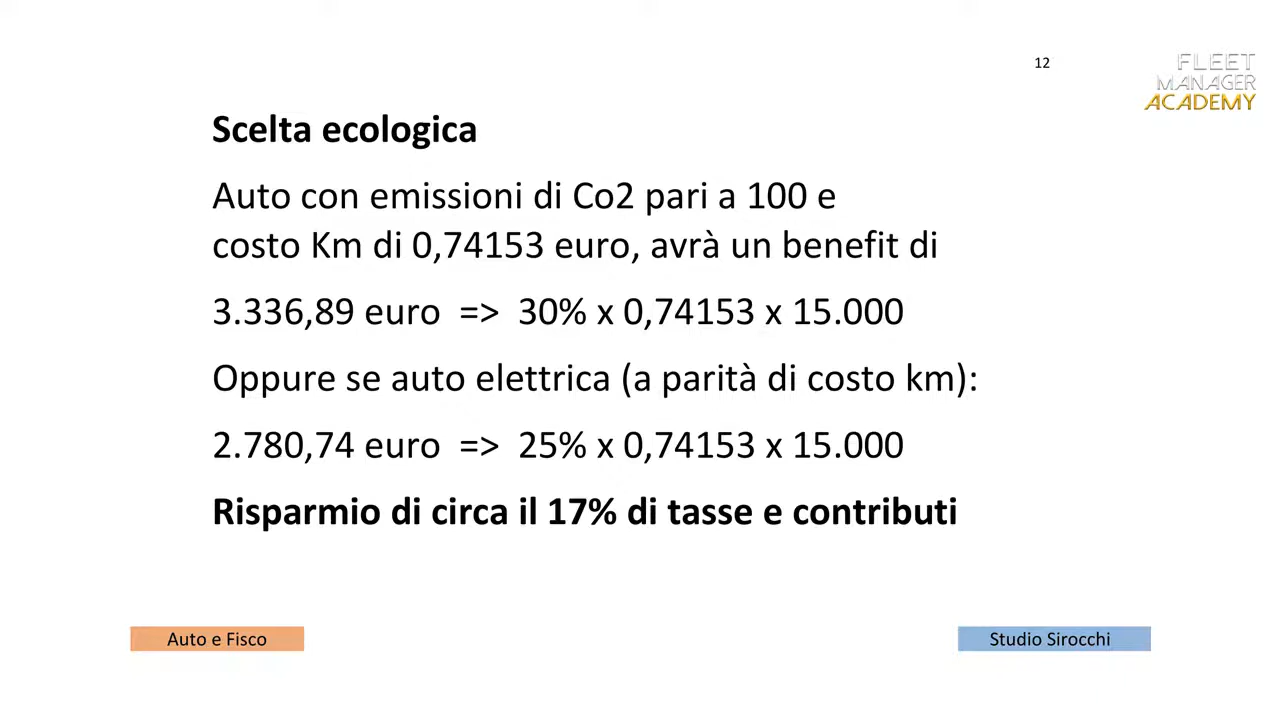 12
FLEET
MANAGER
ACADEMY
Scelta ecologica
Auto con emissioni di Co2 pari a 100 e
costo Km di 0,74153 euro, avrà un benefit di
3.336,89 euro => 30% x 0,74153 x 15.000
Oppure se auto elettrica (a parità di costo km):
2.780,74 euro => 25% x 0,74153 x 15.000
Risparmio di circa il 17% di tasse e contributi
Auto e Fisco
Studio Sirocchi